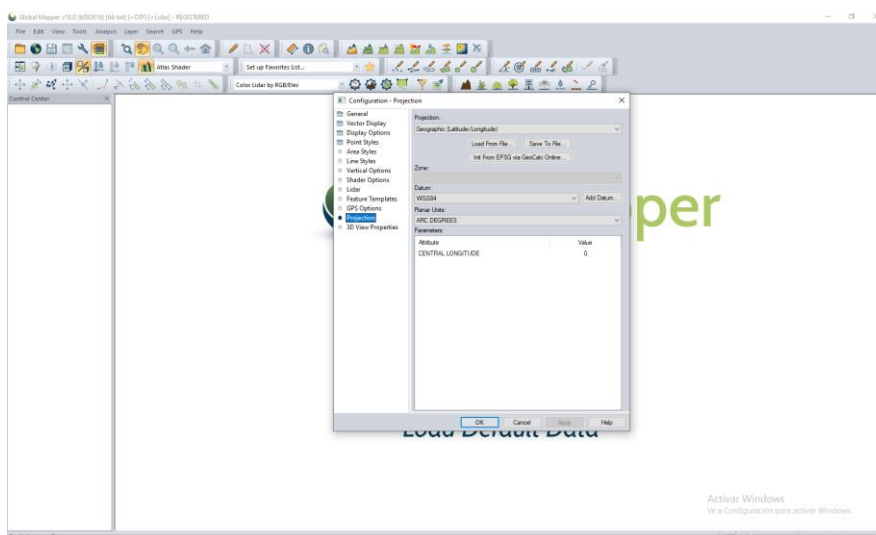 Global Mapper v18.0 (b092616) [64-bit] [+OTF] [+Lidar] - REGISTERED
File Edit View Tools Analysis Layer Search GPS Help
Atlas Shader
Set up Favorites List...
Color Lidar by RGB/Elev
Control Center
Configuration - Projection
General
Vector Display
Display Options
Point Styles
Area Styles
Line Styles
Vertical Options
Shader Options
Lidar
Feature Templates
GPS Options
Projection
3D View Properties
Projection:
Geographic (Latitude/Longitude)
Load From File... Save To File...
Init From EPSG via GeoCalc Online...
Zone:
Datum:
WGS84 Add Datum...
Planar Units:
ARC DEGREES
Parameters:
Attribute Value
CENTRAL LONGITUDE 0
OK Cancel Apply Help
per
Load Default Data
Activar Windows
Ve a Configuración para activar Windows.